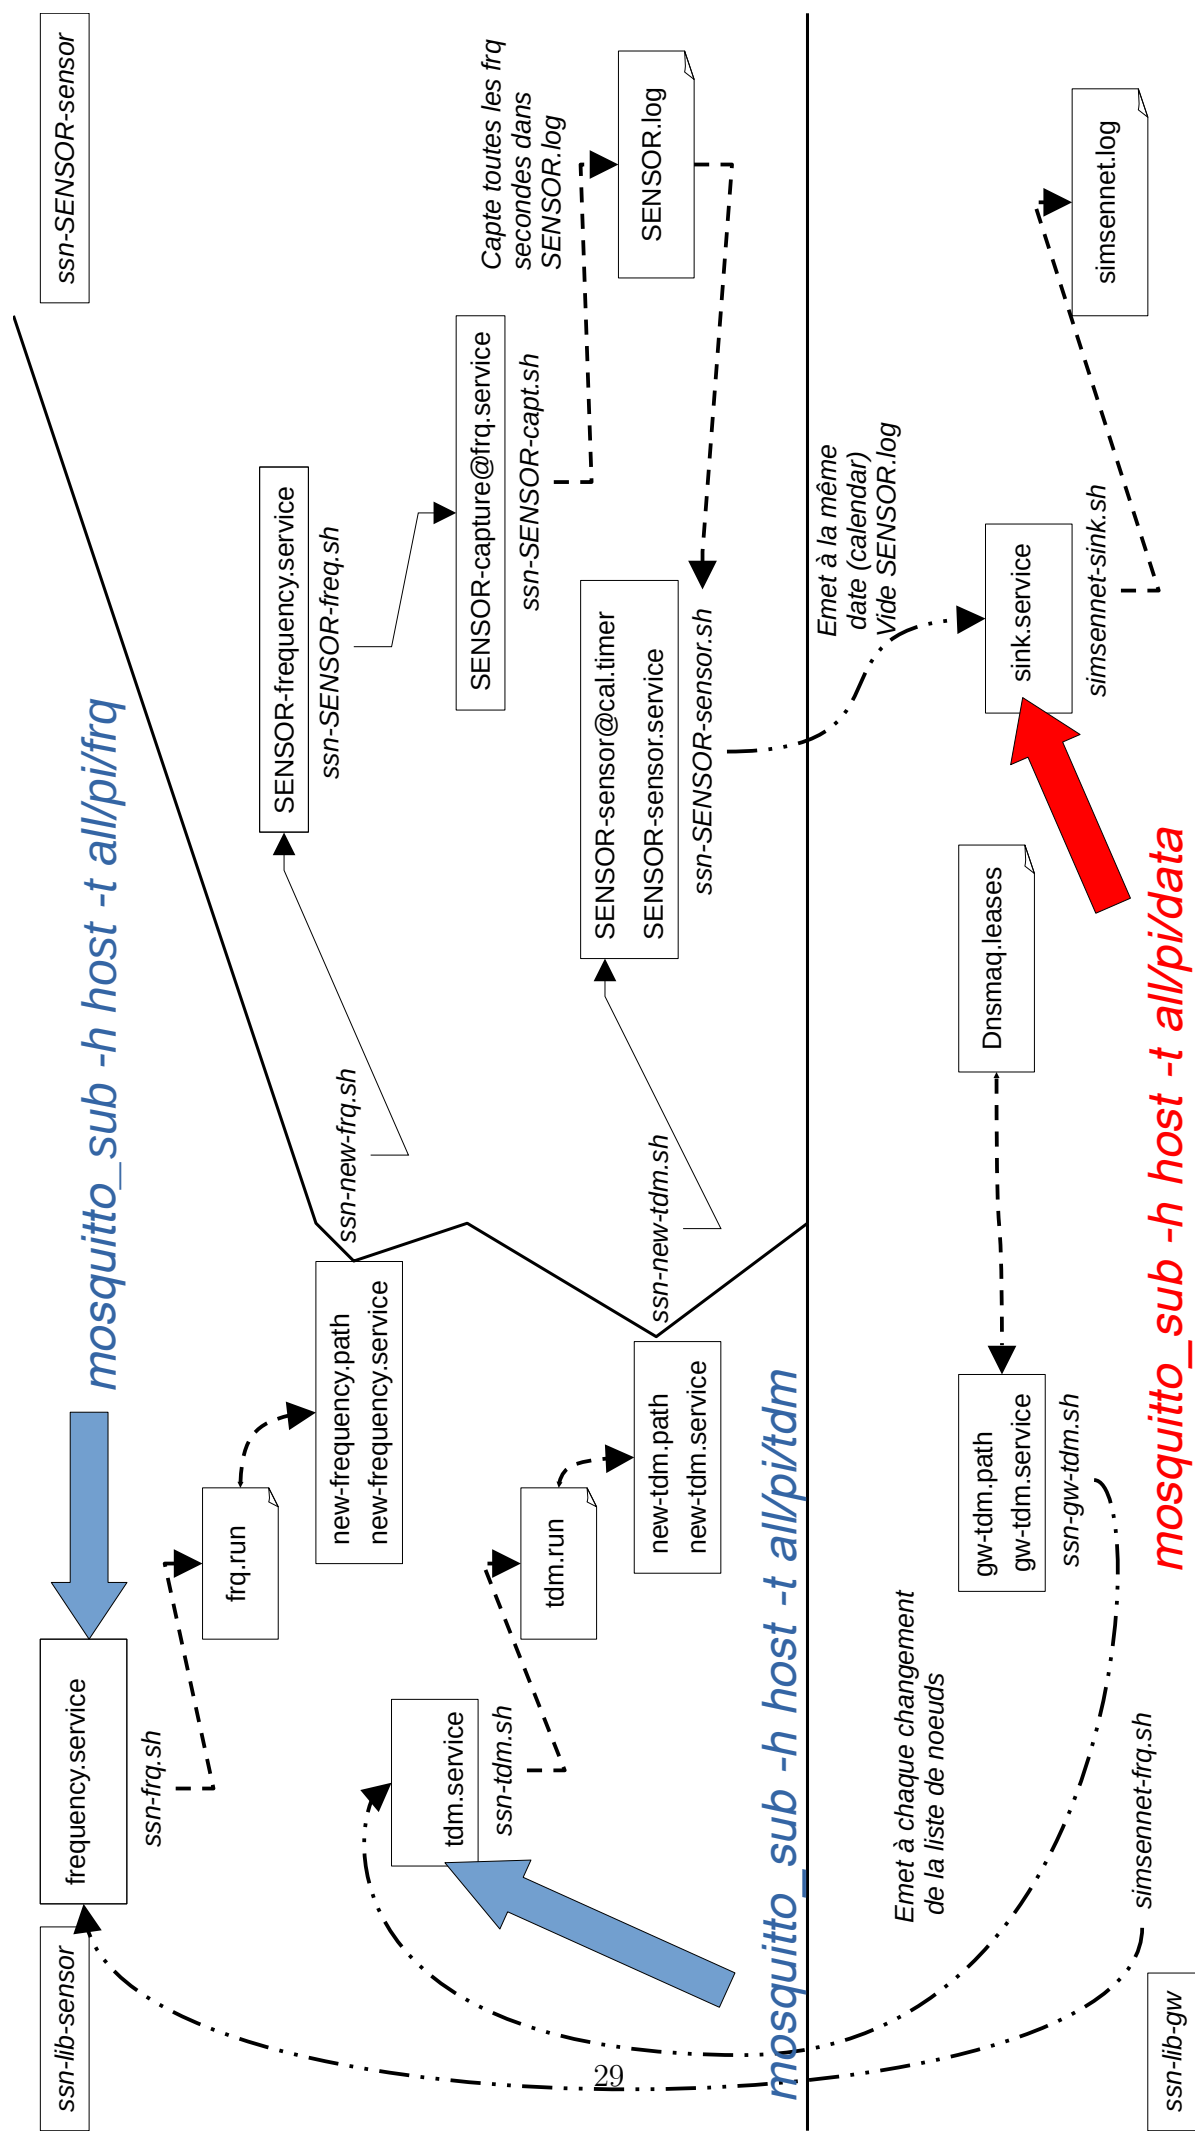 ssn-lib-sensor
frequency.service
ssn-frq.sh
mosquitto_sub -h host -t all/pi/frq
ssn-SENSOR-sensor
frq.run
new-frequency.path
new-frequency.service
ssn-new-frq.sh
SENSOR-frequency.service
ssn-SENSOR-freq.sh
SENSOR-capture@frq.service
ssn-SENSOR-capt.sh
Capte toutes les frq
secondes dans
SENSOR.log
SENSOR.log
tdm.service
ssn-tdm.sh
tdm.run
new-tdm.path
new-tdm.service
ssn-new-tdm.sh
SENSOR-sensor@cal.timer
SENSOR-sensor.service
ssn-SENSOR-sensor.sh
mosquitto_sub -h host -t all/pi/tdm
Emet à la même
date (calendar)
Vide SENSOR.log
Emet à chaque changement
de la liste de noeuds
gw-tdm.path
gw-tdm.service
ssn-gw-tdm.sh
Dnsmaq.leases
sink.service
simsennet-sink.sh
simsennet.log
simsennet-frq.sh
ssn-lib-gw
mosquitto_sub -h host -t all/pi/data
29